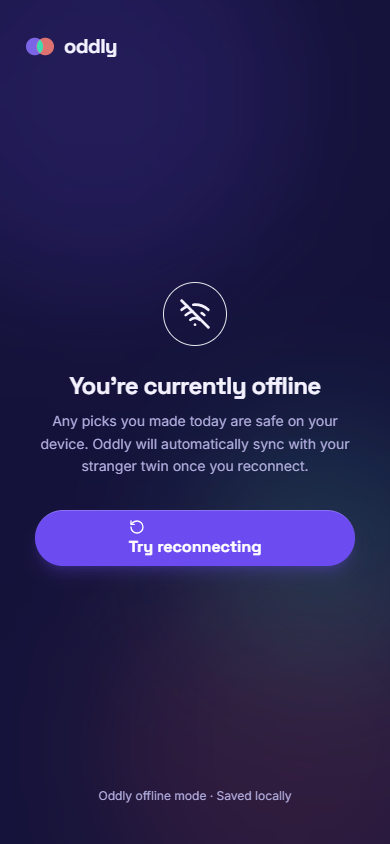 oddly
You’re currently offline
Any picks you made today are safe on your
device. Oddly will automatically sync with your
stranger twin once you reconnect.
Try reconnecting
Oddly offline mode · Saved locally